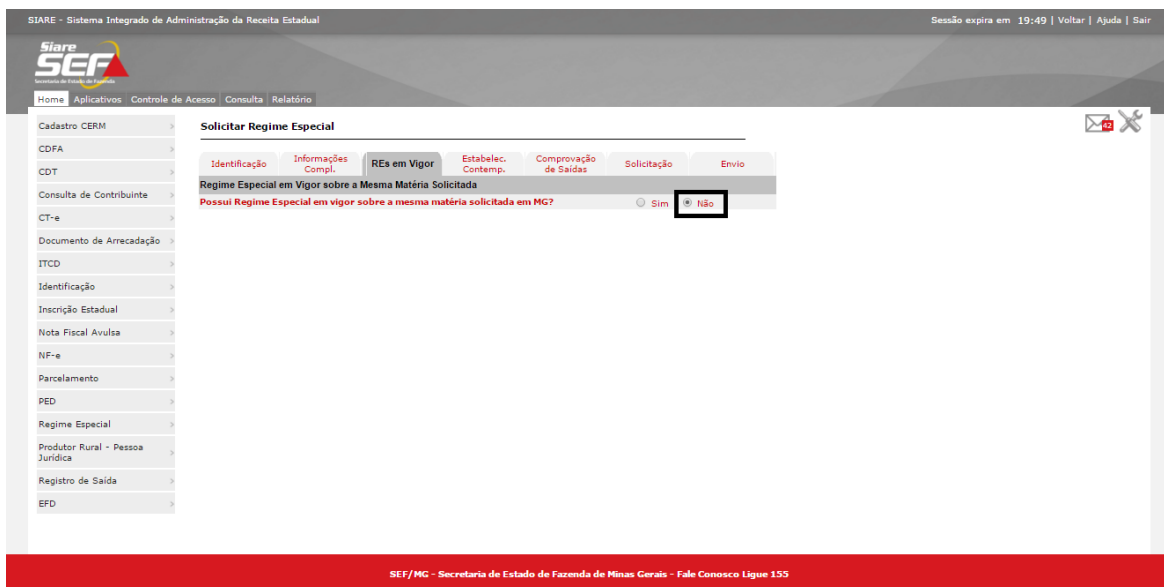 SIARE - Sistema Integrado de Administração da Receita Estadual
Sessão expira em 19:49 | Voltar | Ajuda | Sair
Siare
SEF
Secretaria de Estado de Fazenda
Home Aplicativos Controle de Acesso Consulta Relatório
42
Cadastro CERM
CDFA
CDT
Consulta de Contribuinte
CT-e
Documento de Arrecadação
ITCD
Identificação
Inscrição Estadual
Nota Fiscal Avulsa
NF-e
Parcelamento
PED
Regime Especial
Produtor Rural - Pessoa
Jurídica
Registro de Saída
EFD
Solicitar Regime Especial
Identificação
Informações
Compl.
REs em Vigor
Estabelec.
Contemp.
Comprovação
de Saídas
Solicitação
Envio
Regime Especial em Vigor sobre a Mesma Matéria Solicitada
Possui Regime Especial em vigor sobre a mesma matéria solicitada em MG? Sim Não
SEF/MG - Secretaria de Estado de Fazenda de Minas Gerais - Fale Conosco Ligue 155